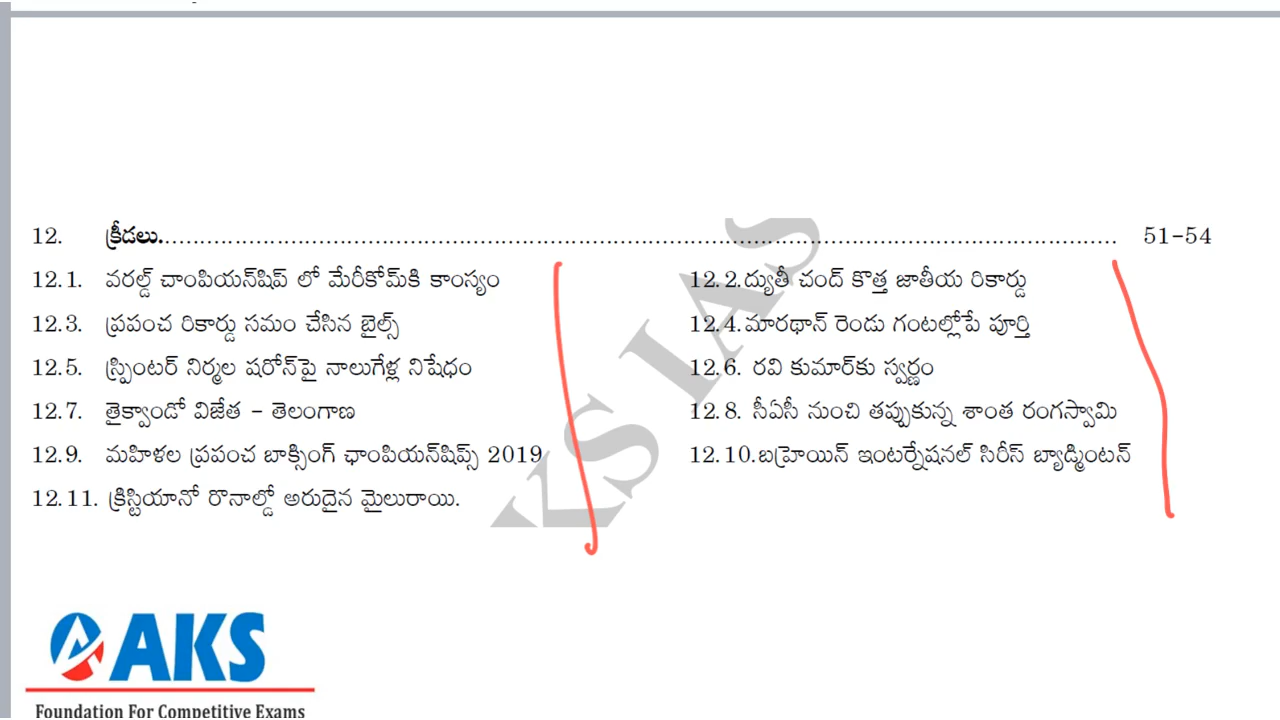 12. క్రీడలు......................................................................................................................................... 51-54
12.1. వరల్డ్ చాంపియన్‌షిప్ లో మేరీకోమ్‌కి కాంస్యం 12.2.ద్యుతీ చంద్ కొత్త జాతీయ రికార్డు
12.3. ప్రపంచ రికార్డు సమం చేసిన బైల్స్ 12.4.మారథాన్ రెండు గంటల్లోపే పూర్తి
12.5. స్ప్రింటర్ నిర్మల షరోన్‌పై నాలుగేళ్ల నిషేధం 12.6. రవి కుమార్‌కు స్వర్ణం
12.7. తైక్వాండో విజేత - తెలంగాణ 12.8. సీఏసీ నుంచి తప్పుకున్న శాంత రంగస్వామి
12.9. మహిళల ప్రపంచ బాక్సింగ్ ఛాంపియన్‌షిప్స్ 2019 12.10.బహ్రెయిన్ ఇంటర్నేషనల్ సిరీస్ బ్యాడ్మింటన్
12.11. క్రిస్టియానో రొనాల్డో అరుదైన మైలురాయి.
KS IAS
AKS
Foundation For Competitive Exams